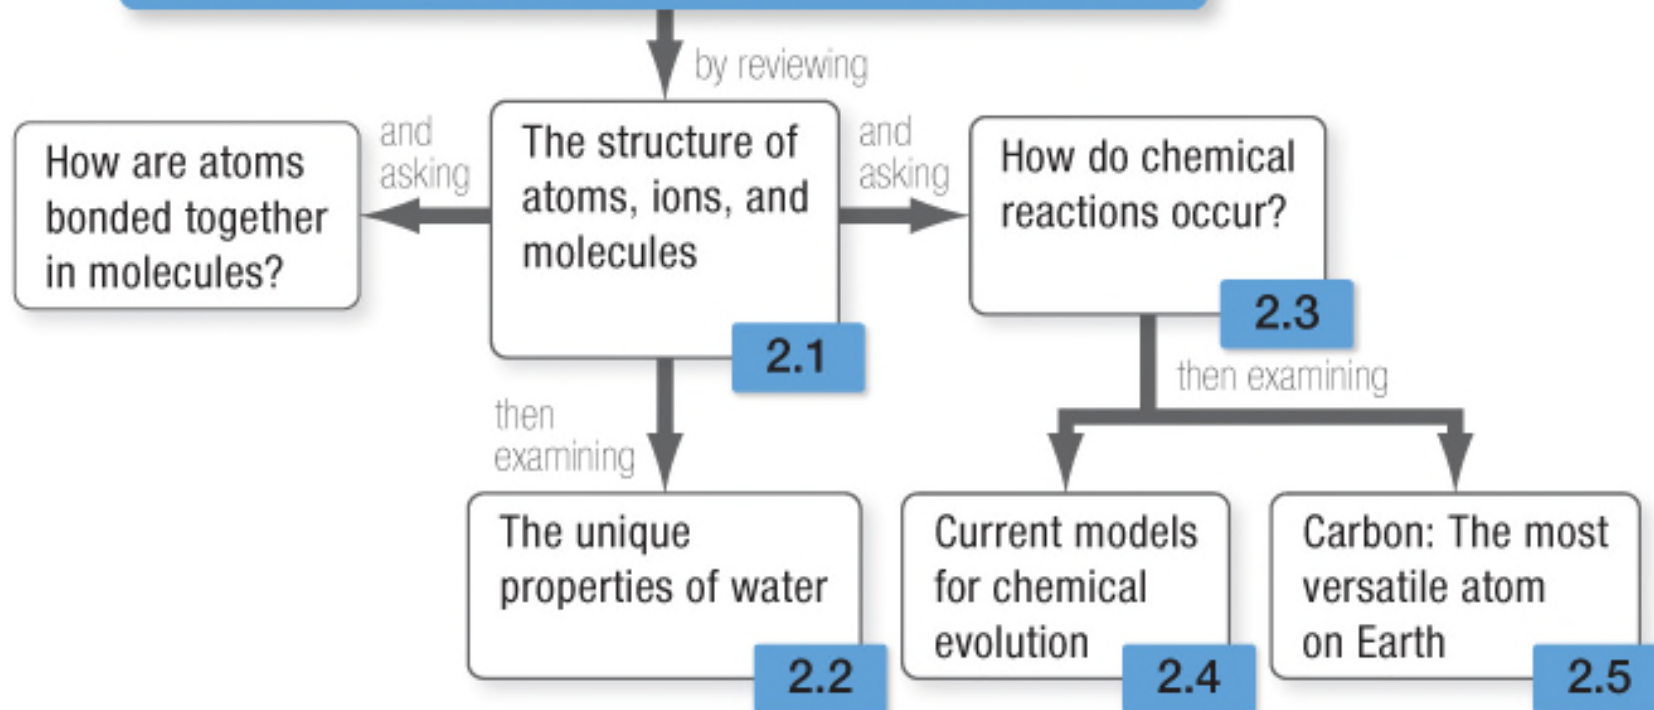 by reviewing
How are atoms
bonded together
in molecules?
and
asking
The structure of
atoms, ions, and
molecules
2.1
and
asking
How do chemical
reactions occur?
2.3
then
examining
then examining
The unique
properties of water
2.2
Current models
for chemical
evolution
2.4
Carbon: The most
versatile atom
on Earth
2.5